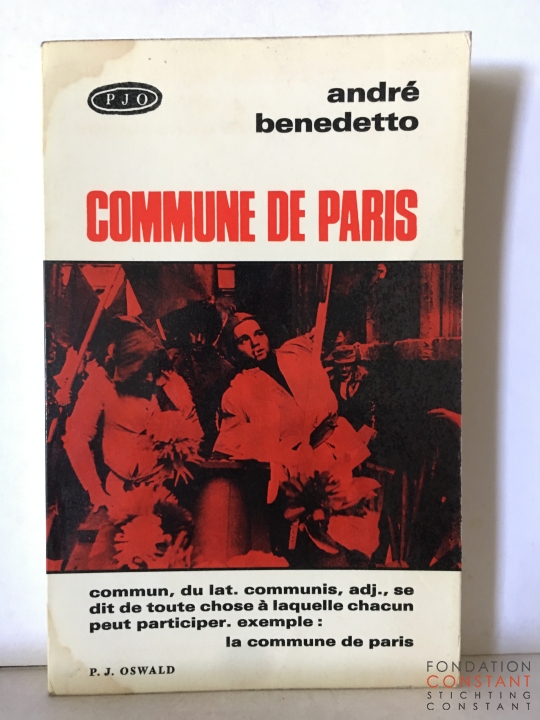 PJO
andré
benedetto
COMMUNE DE PARIS
commun, du lat. communis, adj., se
dit de toute chose à laquelle chacun
peut participer. exemple :
la commune de paris
P. J. OSWALD
FONDATION
CONSTANT
STICHTING
CONSTANT